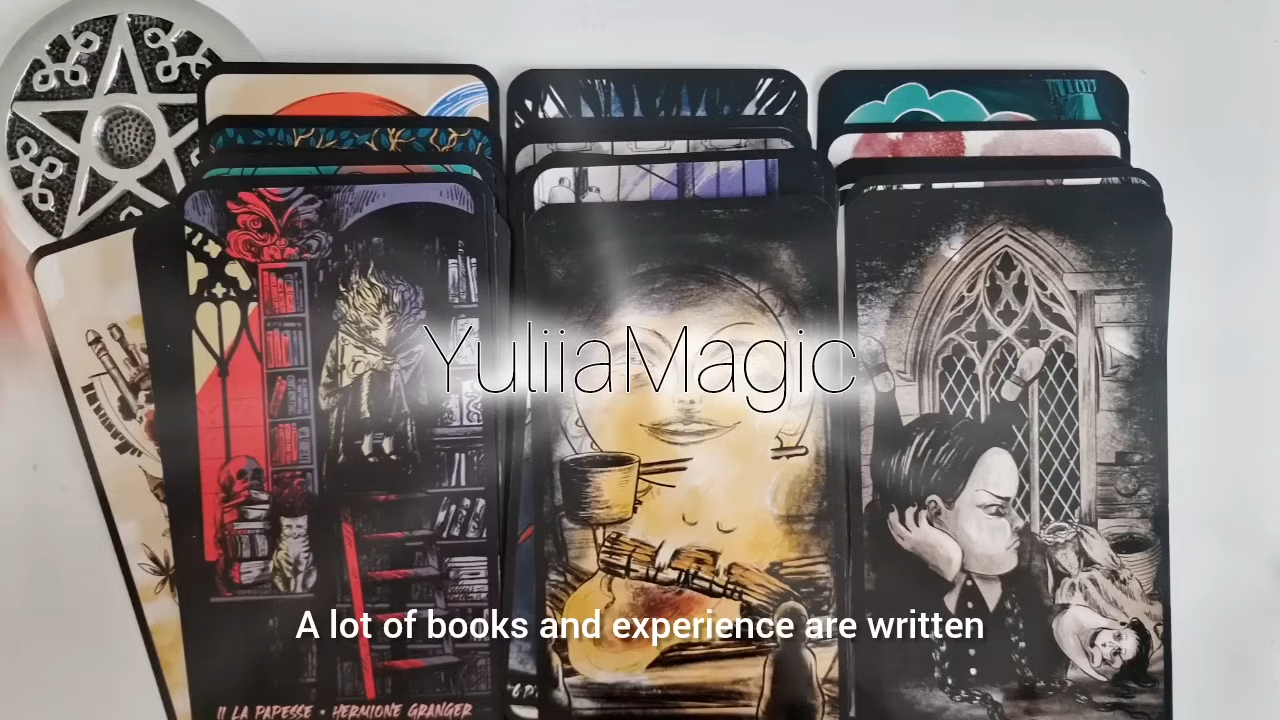 YuliiaMagic
A lot of books and experience are written
II LA PAPESSE • HERMIONE GRANGER